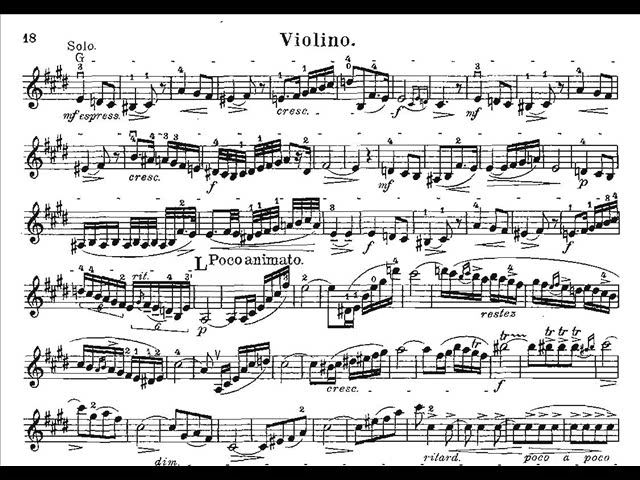 18 Violino.
Solo.
G
mf espress. cresc. f mf
cresc. f mf p
f
L Poco animato.
rit.
p restez
cresc. f
dim. ritard. poco a poco